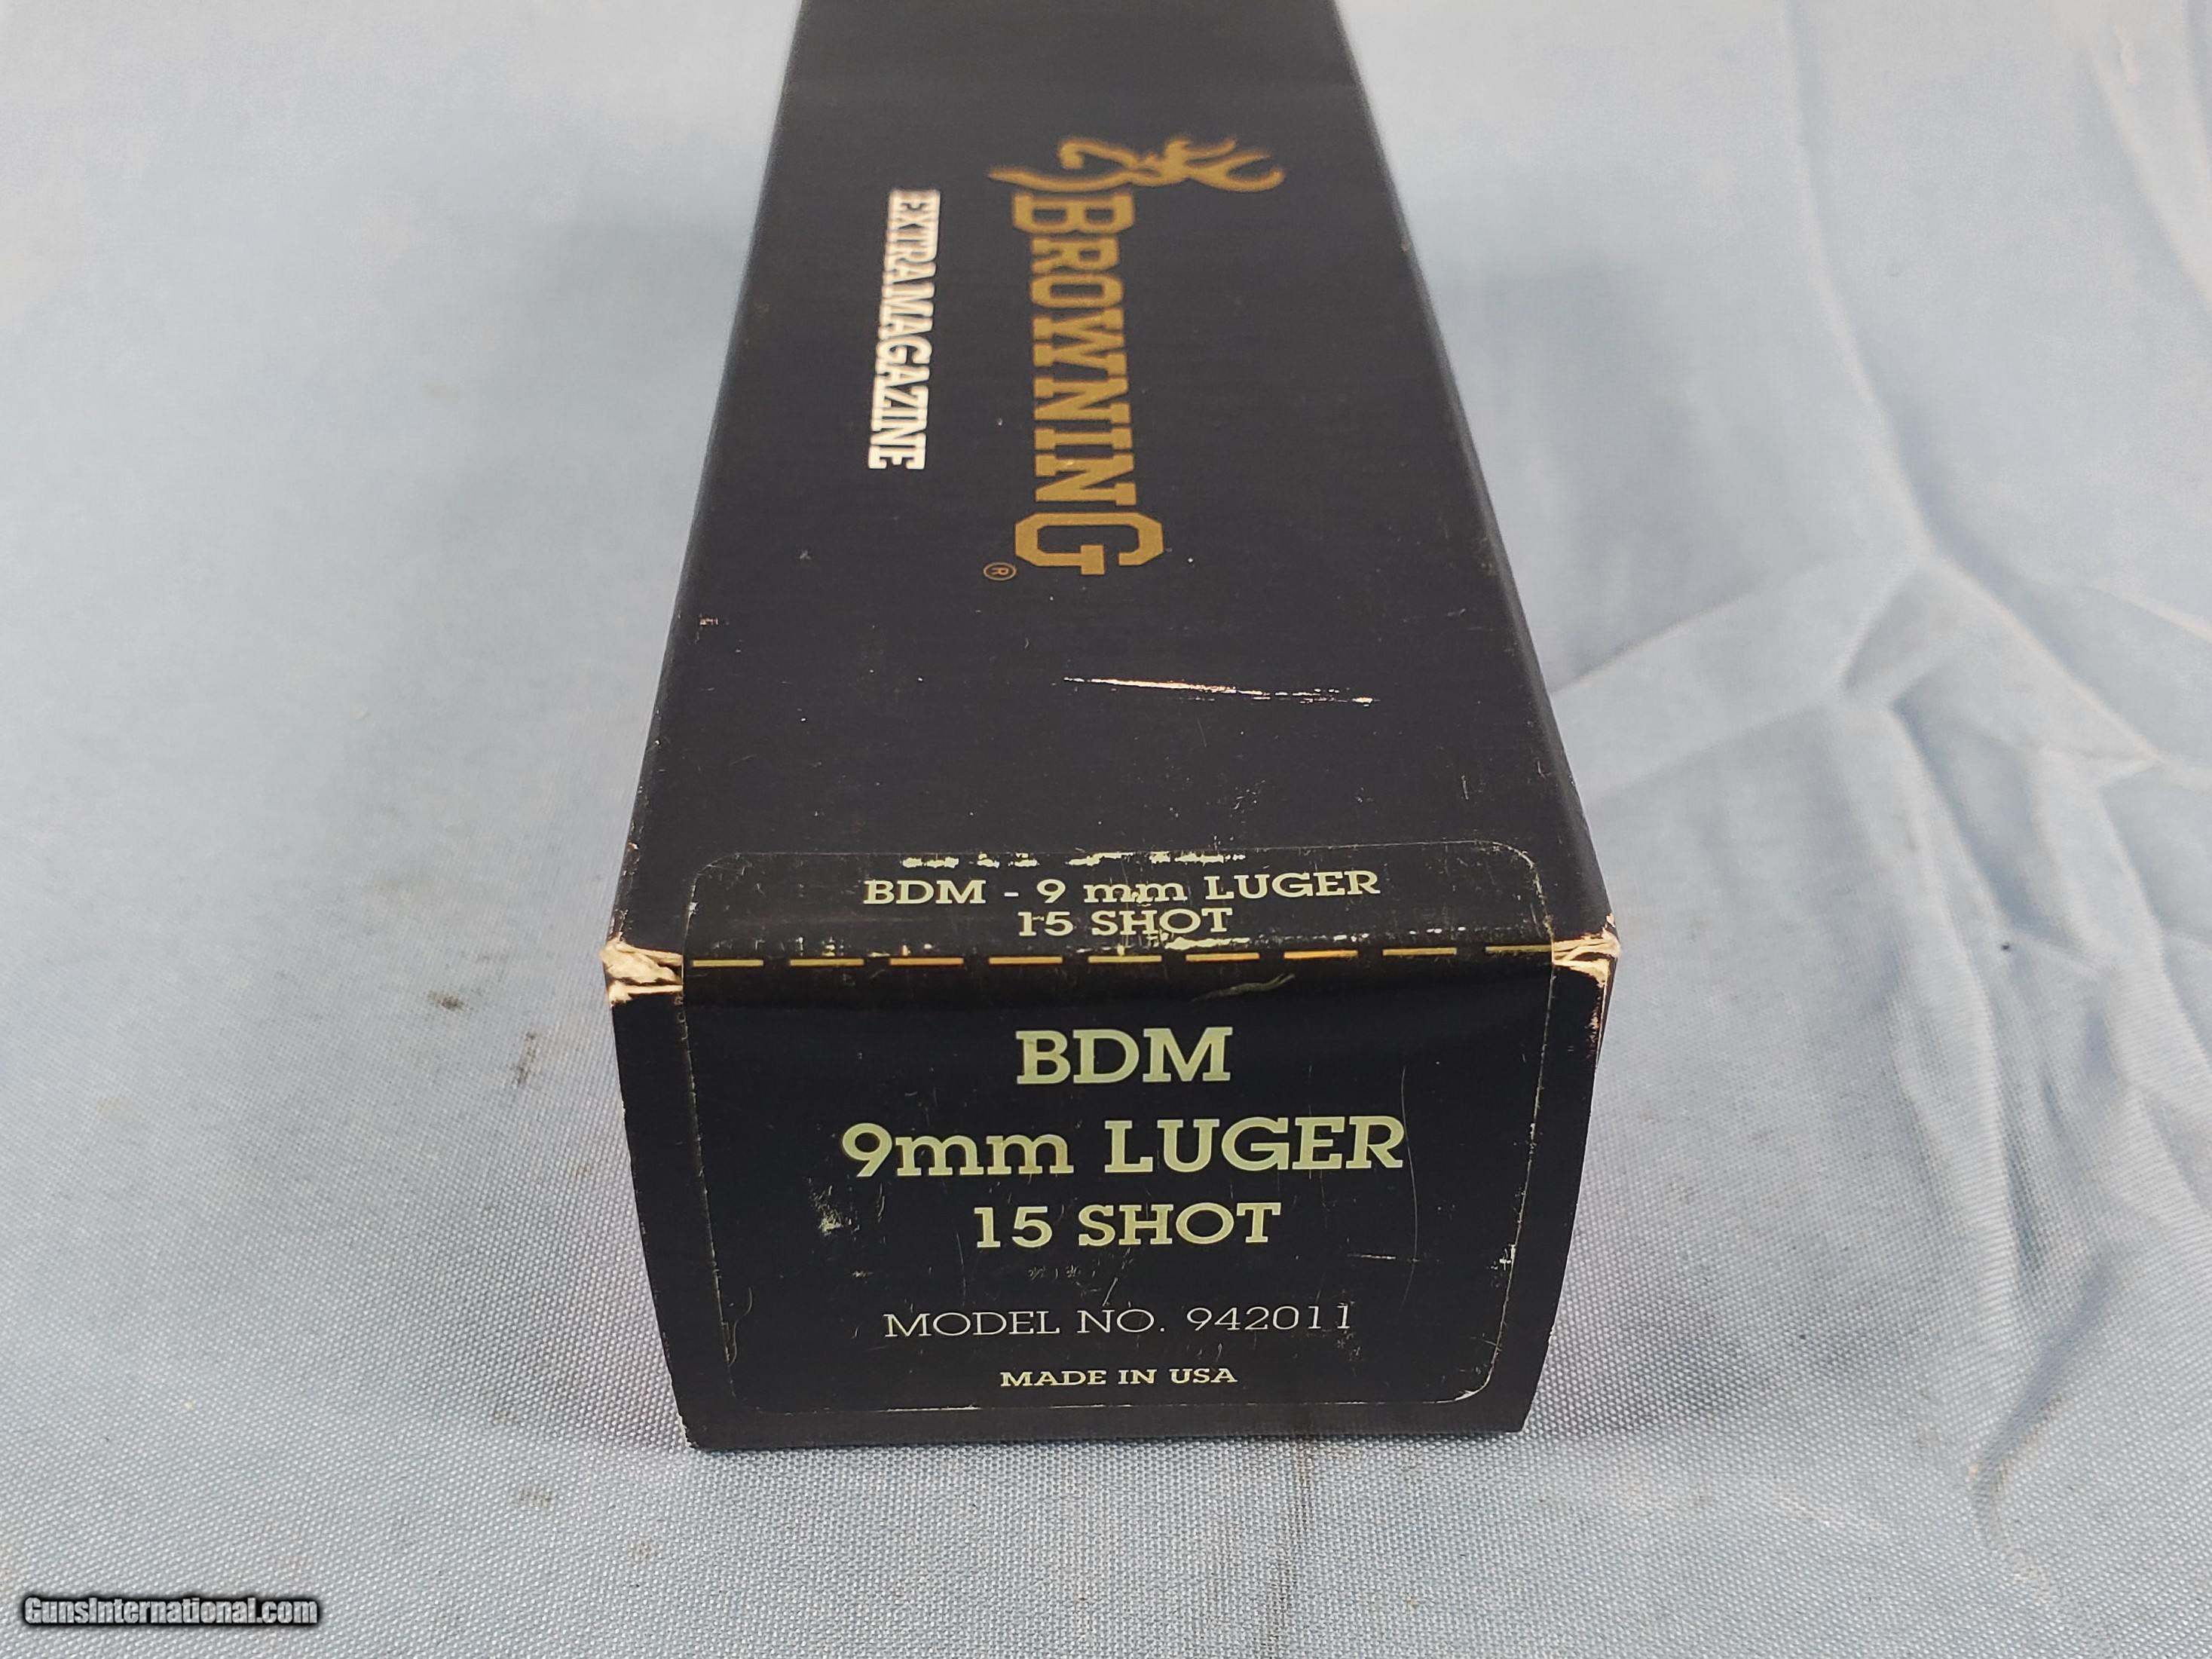 BROWNING®
EXTRA MAGAZINE
BDM - 9 mm LUGER
15 SHOT
BDM
9mm LUGER
15 SHOT
MODEL NO. 942011
MADE IN USA
GunsInternational.com